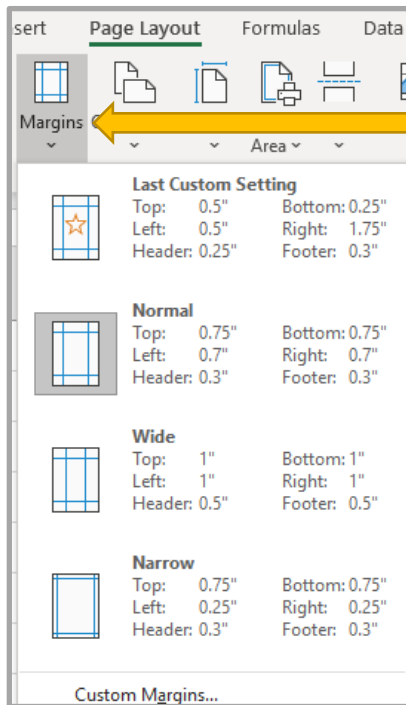 sert Page Layout Formulas Data
Margins
Area
Last Custom Setting
Top: 0.5" Bottom: 0.25"
Left: 0.5" Right: 1.75"
Header: 0.25" Footer: 0.3"
Normal
Top: 0.75" Bottom: 0.75"
Left: 0.7" Right: 0.7"
Header: 0.3" Footer: 0.3"
Wide
Top: 1" Bottom: 1"
Left: 1" Right: 1"
Header: 0.5" Footer: 0.5"
Narrow
Top: 0.75" Bottom: 0.75"
Left: 0.25" Right: 0.25"
Header: 0.3" Footer: 0.3"
Custom Margins...